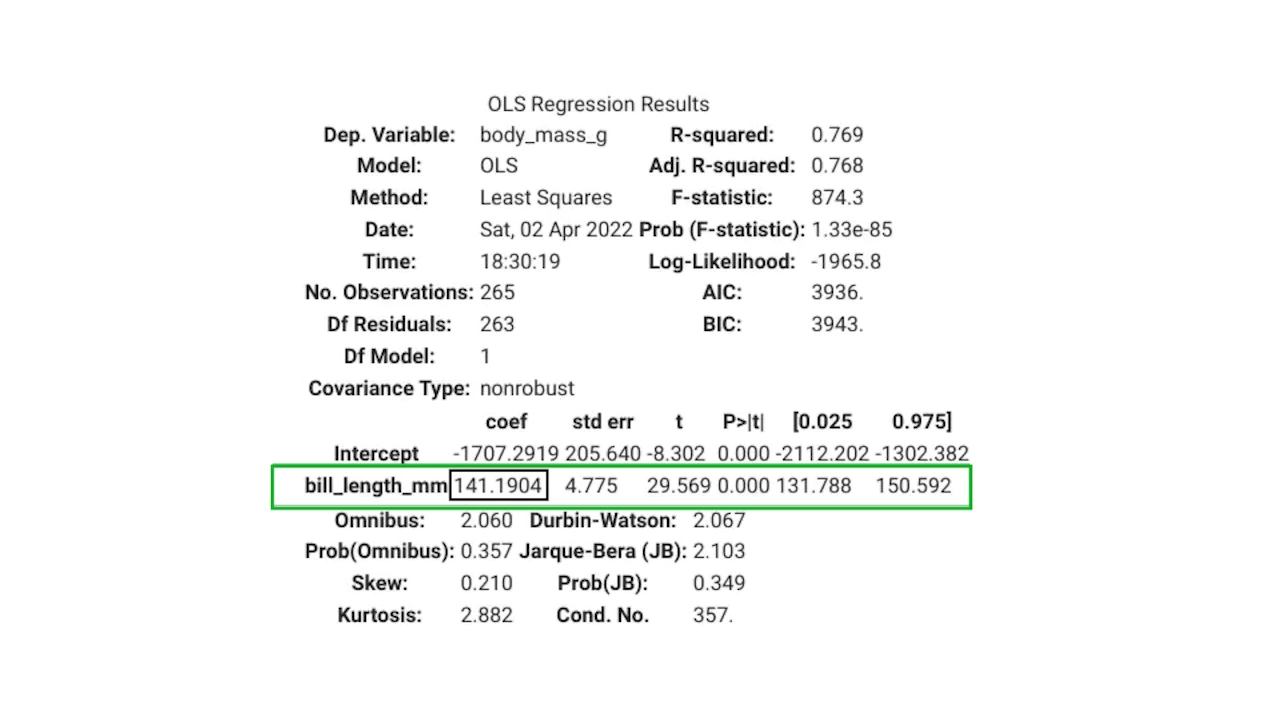 OLS Regression Results
Dep. Variable: body_mass_g R-squared: 0.769
Model: OLS Adj. R-squared: 0.768
Method: Least Squares F-statistic: 874.3
Date: Sat, 02 Apr 2022 Prob (F-statistic): 1.33e-85
Time: 18:30:19 Log-Likelihood: -1965.8
No. Observations: 265 AIC: 3936.
Df Residuals: 263 BIC: 3943.
Df Model: 1
Covariance Type: nonrobust
coef std err t P>|t| [0.025 0.975]
Intercept -1707.2919 205.640 -8.302 0.000 -2112.202 -1302.382
bill_length_mm 141.1904 4.775 29.569 0.000 131.788 150.592
Omnibus: 2.060 Durbin-Watson: 2.067
Prob(Omnibus): 0.357 Jarque-Bera (JB): 2.103
Skew: 0.210 Prob(JB): 0.349
Kurtosis: 2.882 Cond. No. 357.